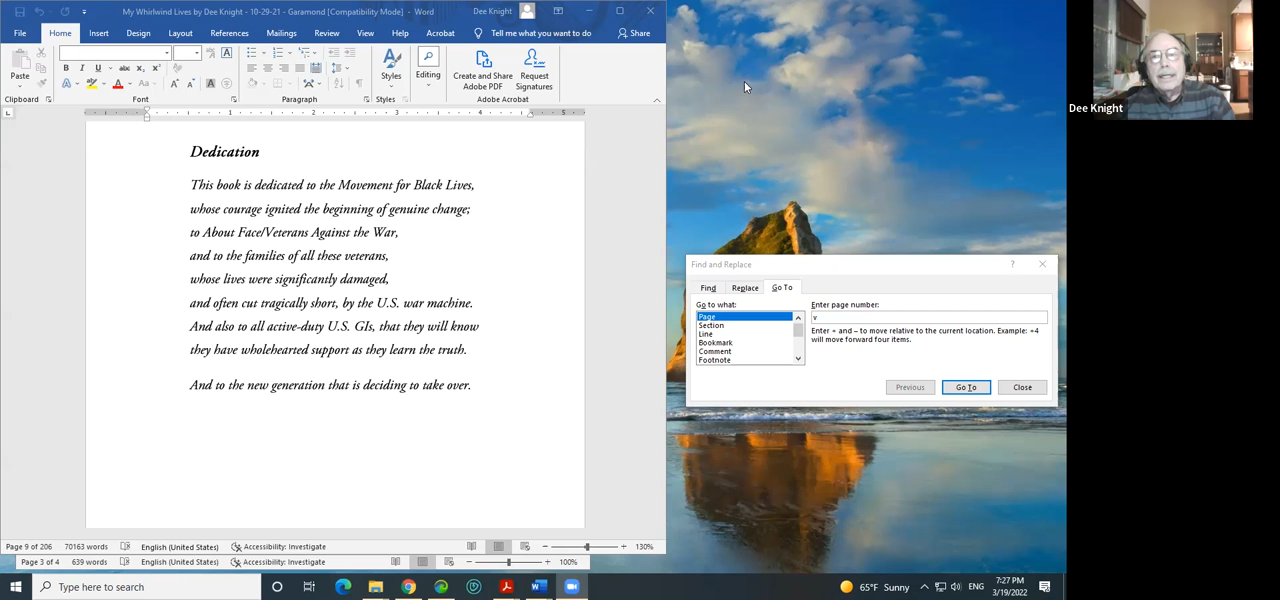 My Whirlwind Lives by Dee Knight - 10-29-21 - Garamond [Compatibility Mode] - Word
Dee Knight
File Home Insert Design Layout References Mailings Review View Help Acrobat Tell me what you want to do Share
Paste
Styles
Editing
Create and Share Adobe PDF
Request Signatures
Clipboard Font Paragraph Styles Adobe Acrobat
1 2 3 4 5
Dedication
This book is dedicated to the Movement for Black Lives,
whose courage ignited the beginning of genuine change;
to About Face/Veterans Against the War,
and to the families of all these veterans,
whose lives were significantly damaged,
and often cut tragically short, by the U.S. war machine.
And also to all active-duty U.S. GIs, that they will know
they have wholehearted support as they learn the truth.
And to the new generation that is deciding to take over.
Page 9 of 206 70163 words English (United States) Accessibility: Investigate 130%
Page 3 of 4 639 words English (United States) Accessibility: Investigate 100%
Find and Replace
Find Replace Go To
Go to what:
Page
Section
Line
Bookmark
Comment
Footnote
Enter page number:
v
Enter + and – to move relative to the current location. Example: +4
will move forward four items.
Previous Go To Close
Dee Knight
Type here to search
65°F Sunny
ENG
7:27 PM
3/19/2022